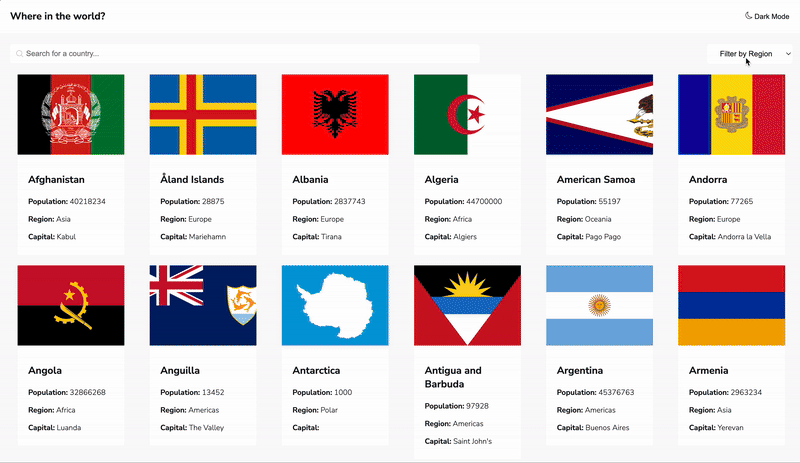 Where in the world?
Dark Mode
Search for a country...
Filter by Region
Afghanistan
Population: 40218234
Region: Asia
Capital: Kabul
Åland Islands
Population: 28875
Region: Europe
Capital: Mariehamn
Albania
Population: 2837743
Region: Europe
Capital: Tirana
Algeria
Population: 44700000
Region: Africa
Capital: Algiers
American Samoa
Population: 55197
Region: Oceania
Capital: Pago Pago
Andorra
Population: 77265
Region: Europe
Capital: Andorra la Vella
Angola
Population: 32866268
Region: Africa
Capital: Luanda
Anguilla
Population: 13452
Region: Americas
Capital: The Valley
Antarctica
Population: 1000
Region: Polar
Capital:
Antigua and
Barbuda
Population: 97928
Region: Americas
Capital: Saint John's
Argentina
Population: 45376763
Region: Americas
Capital: Buenos Aires
Armenia
Population: 2963234
Region: Asia
Capital: Yerevan